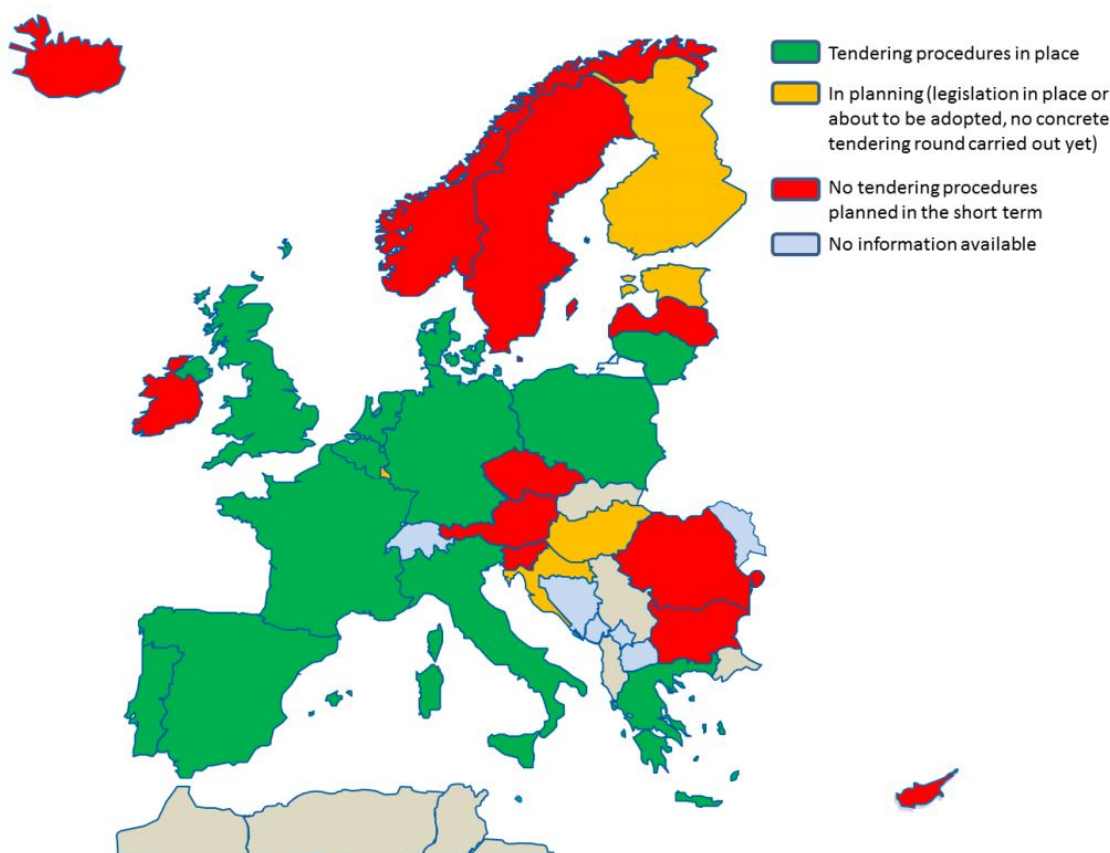 Tendering procedures in place
In planning (legislation in place or
about to be adopted, no concrete
tendering round carried out yet)
No tendering procedures
planned in the short term
No information available